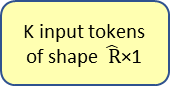 K input tokens
of shape R̂×1